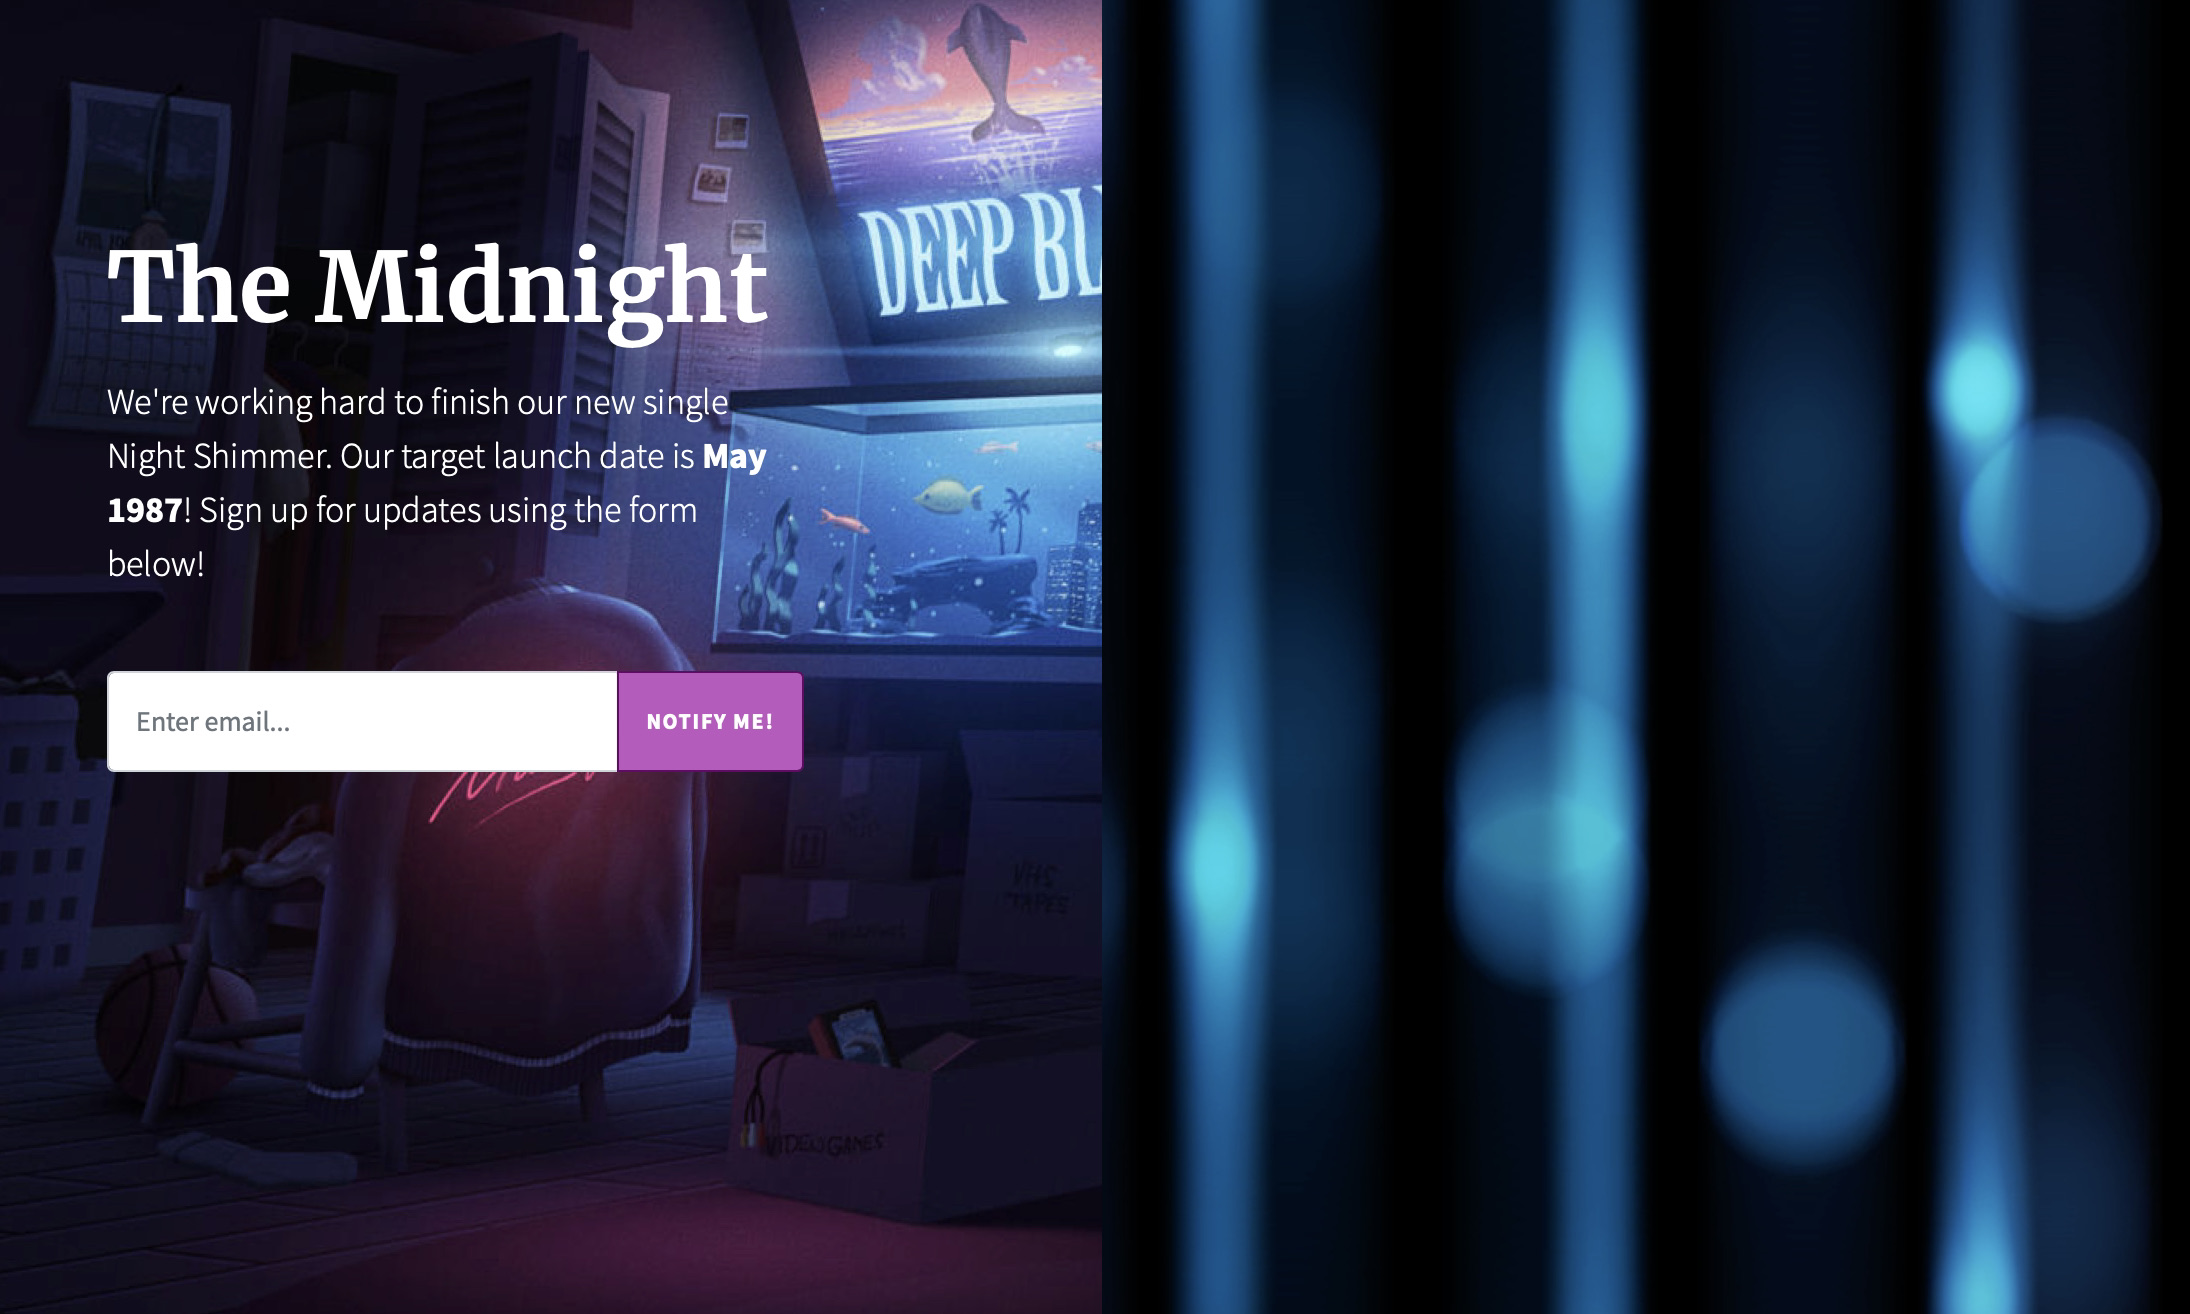 DEEP BL
The Midnight
We're working hard to finish our new single
Night Shimmer. Our target launch date is May
1987! Sign up for updates using the form
below!
Enter email...
NOTIFY ME!
VHS
TAPES
VIDEO GAMES